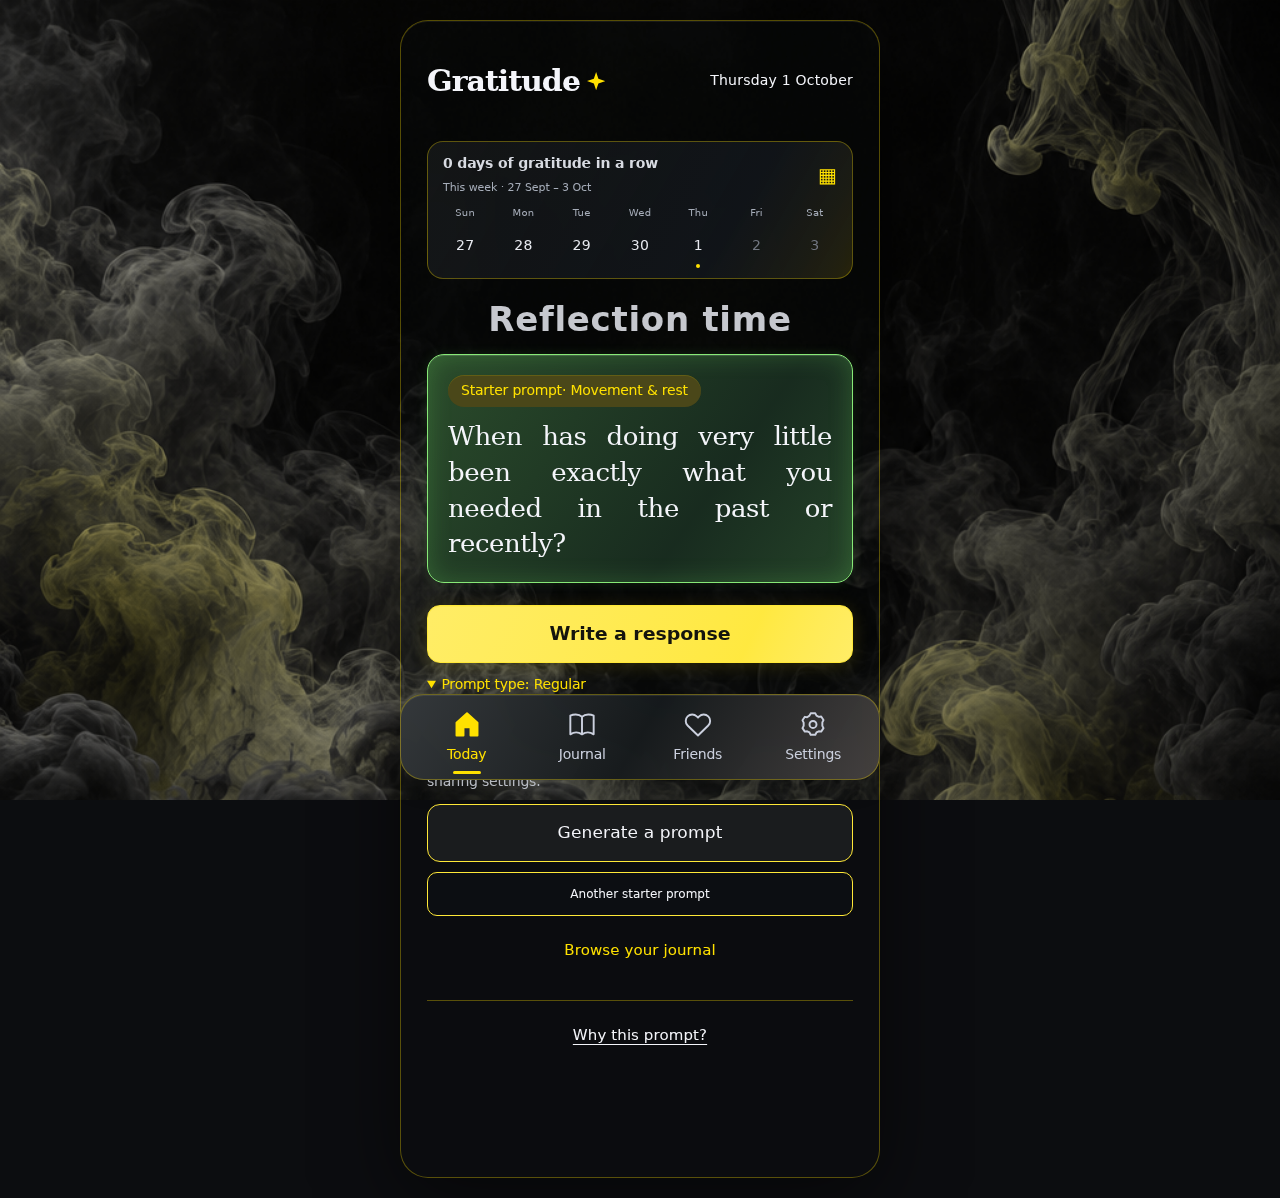 Gratitude
Thursday 1 October
0 days of gratitude in a row
This week · 27 Sept – 3 Oct
Sun Mon Tue Wed Thu Fri Sat
27 28 29 30 1 2 3
Reflection time
Starter prompt· Movement & rest
When has doing very little
been exactly what you
needed in the past or
recently?
Write a response
▼ Prompt type: Regular
Today Journal Friends Settings
sharing settings.
Generate a prompt
Another starter prompt
Browse your journal
Why this prompt?